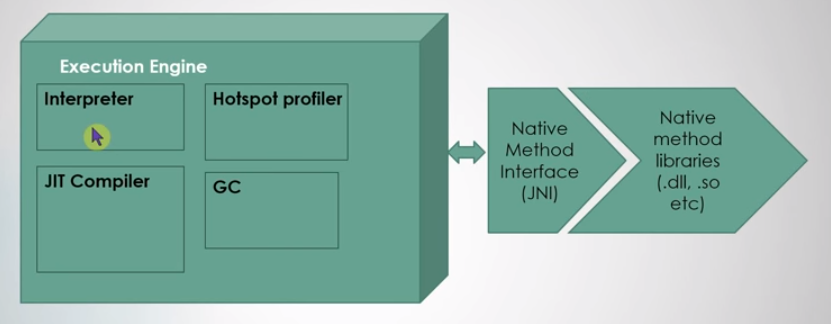 Execution Engine
Interpreter
Hotspot profiler
JIT Compiler
GC
Native
Method
Interface
(JNI)
Native
method
libraries
(.dll, .so
etc)